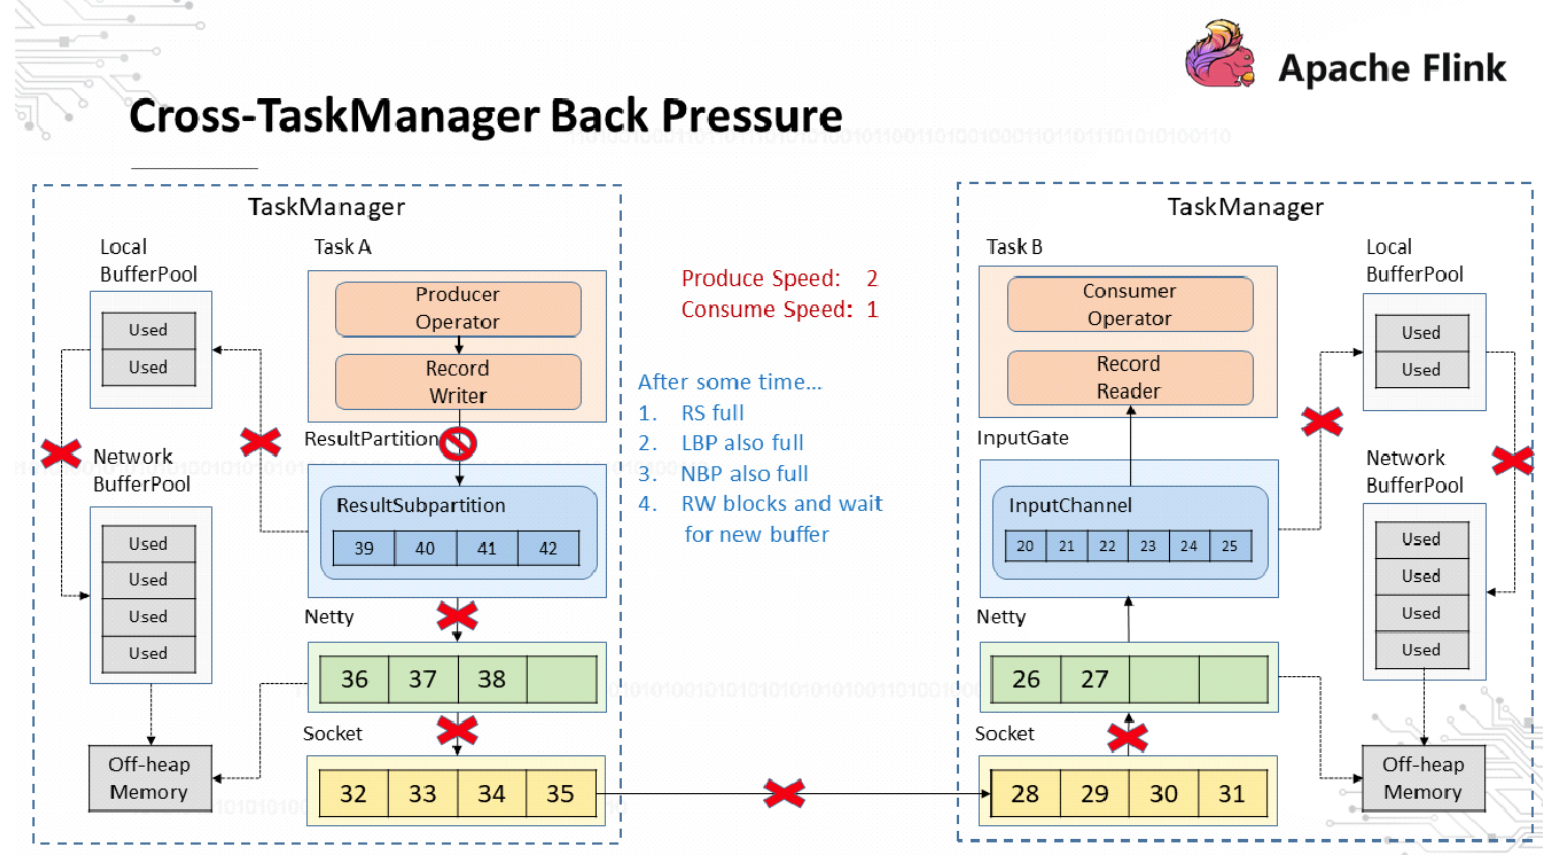 Apache Flink
Cross-TaskManager Back Pressure
TaskManager
Local
BufferPool
Used
Used
Network
BufferPool
Used
Used
Used
Used
Off-heap
Memory
Task A
Producer
Operator
Record
Writer
ResultPartition
ResultSubpartition
39 40 41 42
Netty
36 37 38
Socket
32 33 34 35
Produce Speed: 2
Consume Speed: 1
After some time...
1. RS full
2. LBP also full
3. NBP also full
4. RW blocks and wait
for new buffer
TaskManager
Task B
Consumer
Operator
Record
Reader
InputGate
InputChannel
20 21 22 23 24 25
Netty
26 27
Socket
28 29 30 31
Local
BufferPool
Used
Used
Network
BufferPool
Used
Used
Used
Used
Off-heap
Memory